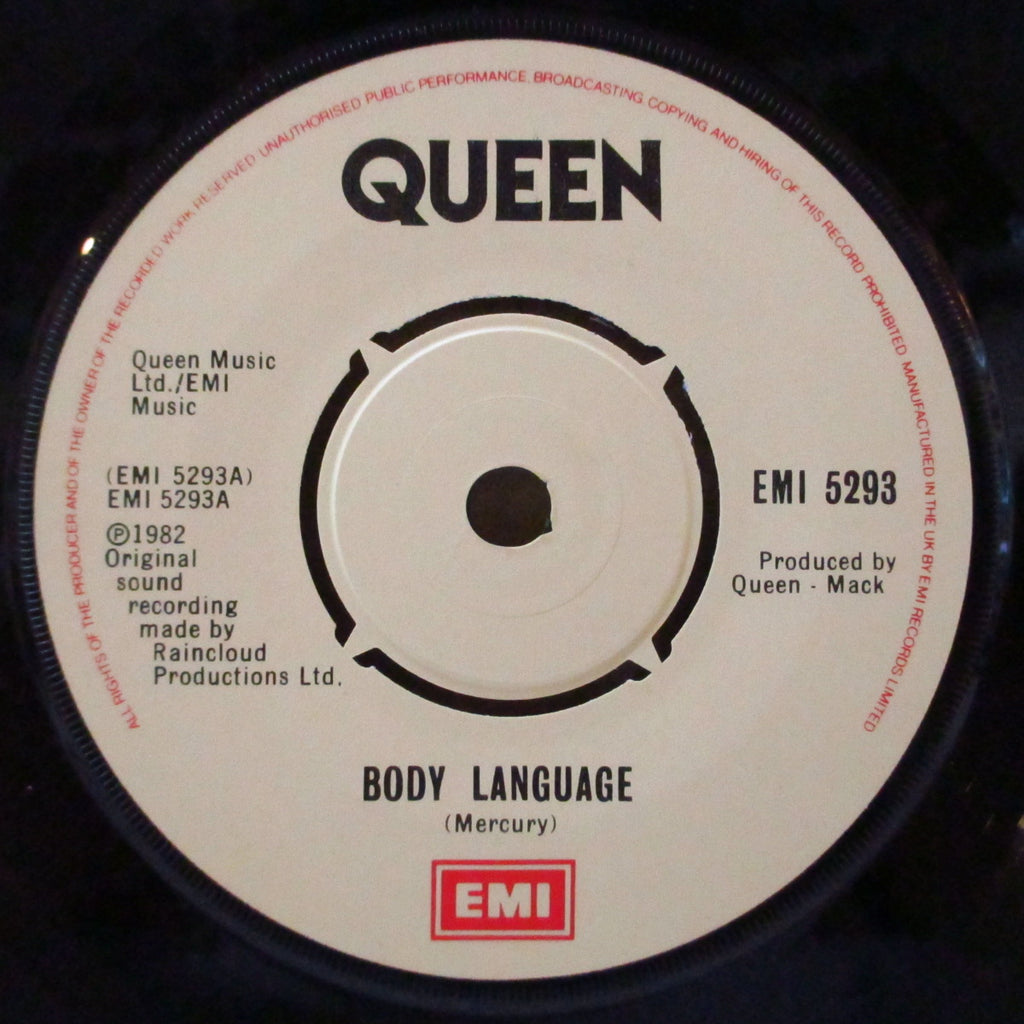 ALL RIGHTS OF THE PRODUCER AND OF THE OWNER OF THE RECORDED WORK RESERVED UNAUTHORISED PUBLIC PERFORMANCE, BROADCASTING COPYING AND HIRING OF THIS RECORD PROHIBITED MANUFACTURED IN THE UK BY EMI RECORDS LIMITED
QUEEN
Queen Music
Ltd./EMI
Music
(EMI 5293A)
EMI 5293A
℗1982
Original
sound
recording
made by
Raincloud
Productions Ltd.
EMI 5293
Produced by
Queen - Mack
BODY LANGUAGE
(Mercury)
EMI